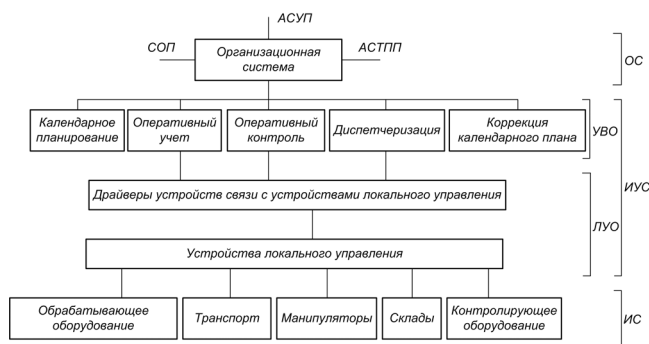 АСУП
СОП
Организационная
система
АСТПП
ОС
Календарное
планирование
Оперативный
учет
Оперативный
контроль
Диспетчеризация
Коррекция
календарного плана
УВО
ИУС
Драйверы устройств связи с устройствами локального управления
ЛУО
Устройства локального управления
Обрабатывающее
оборудование
Транспорт
Манипуляторы
Склады
Контролирующее
оборудование
ИС